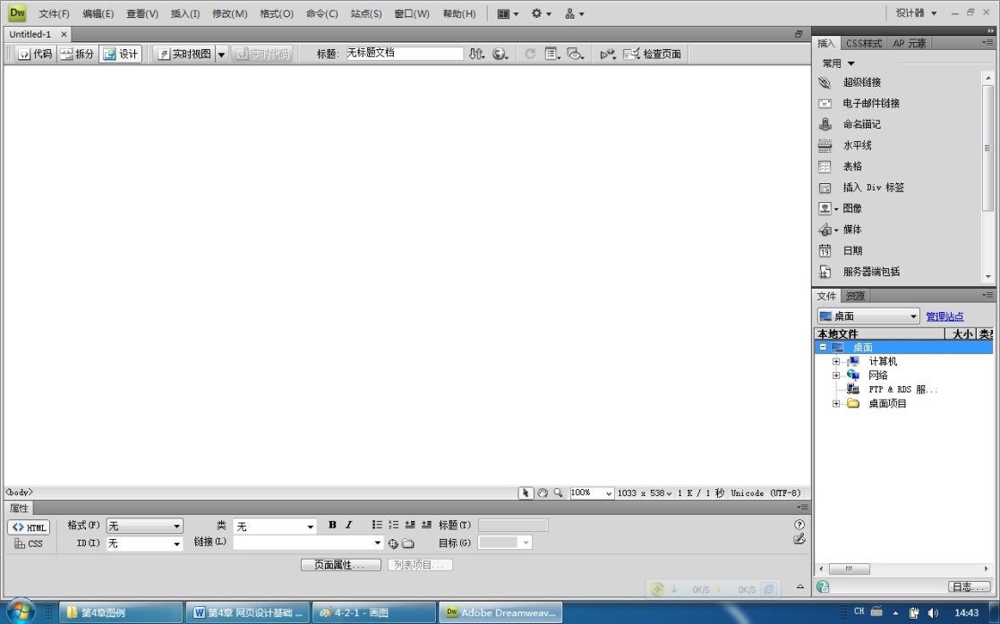 Dw 文件(F) 编辑(E) 查看(V) 插入(I) 修改(M) 格式(O) 命令(C) 站点(S) 窗口(W) 帮助(H) 设计器
Untitled-1
代码 拆分 设计 实时视图 实时代码 标题: 无标题文档 检查页面
插入 CSS样式 AP 元素
常用
超级链接
电子邮件链接
命名锚记
水平线
表格
插入 Div 标签
图像
媒体
19 日期
服务器端包括
文件 资源
桌面 管理站点
本地文件 大小 类型
桌面
计算机
网络
FTP & RDS 服...
桌面项目
日志...
<body> 100% 1033 x 538 1 K / 1 秒 Unicode (UTF-8)
属性
HTML 格式(F) 无 类 无 B I 标题(T)
CSS ID(I) 无 链接(L) 目标(G)
页面属性... 列表项目...
0K/S 0K/S
第4章图例 第4章 网页设计基础 ... 4-2-1 - 画图 Dw Adobe Dreamweav... CH 14:43